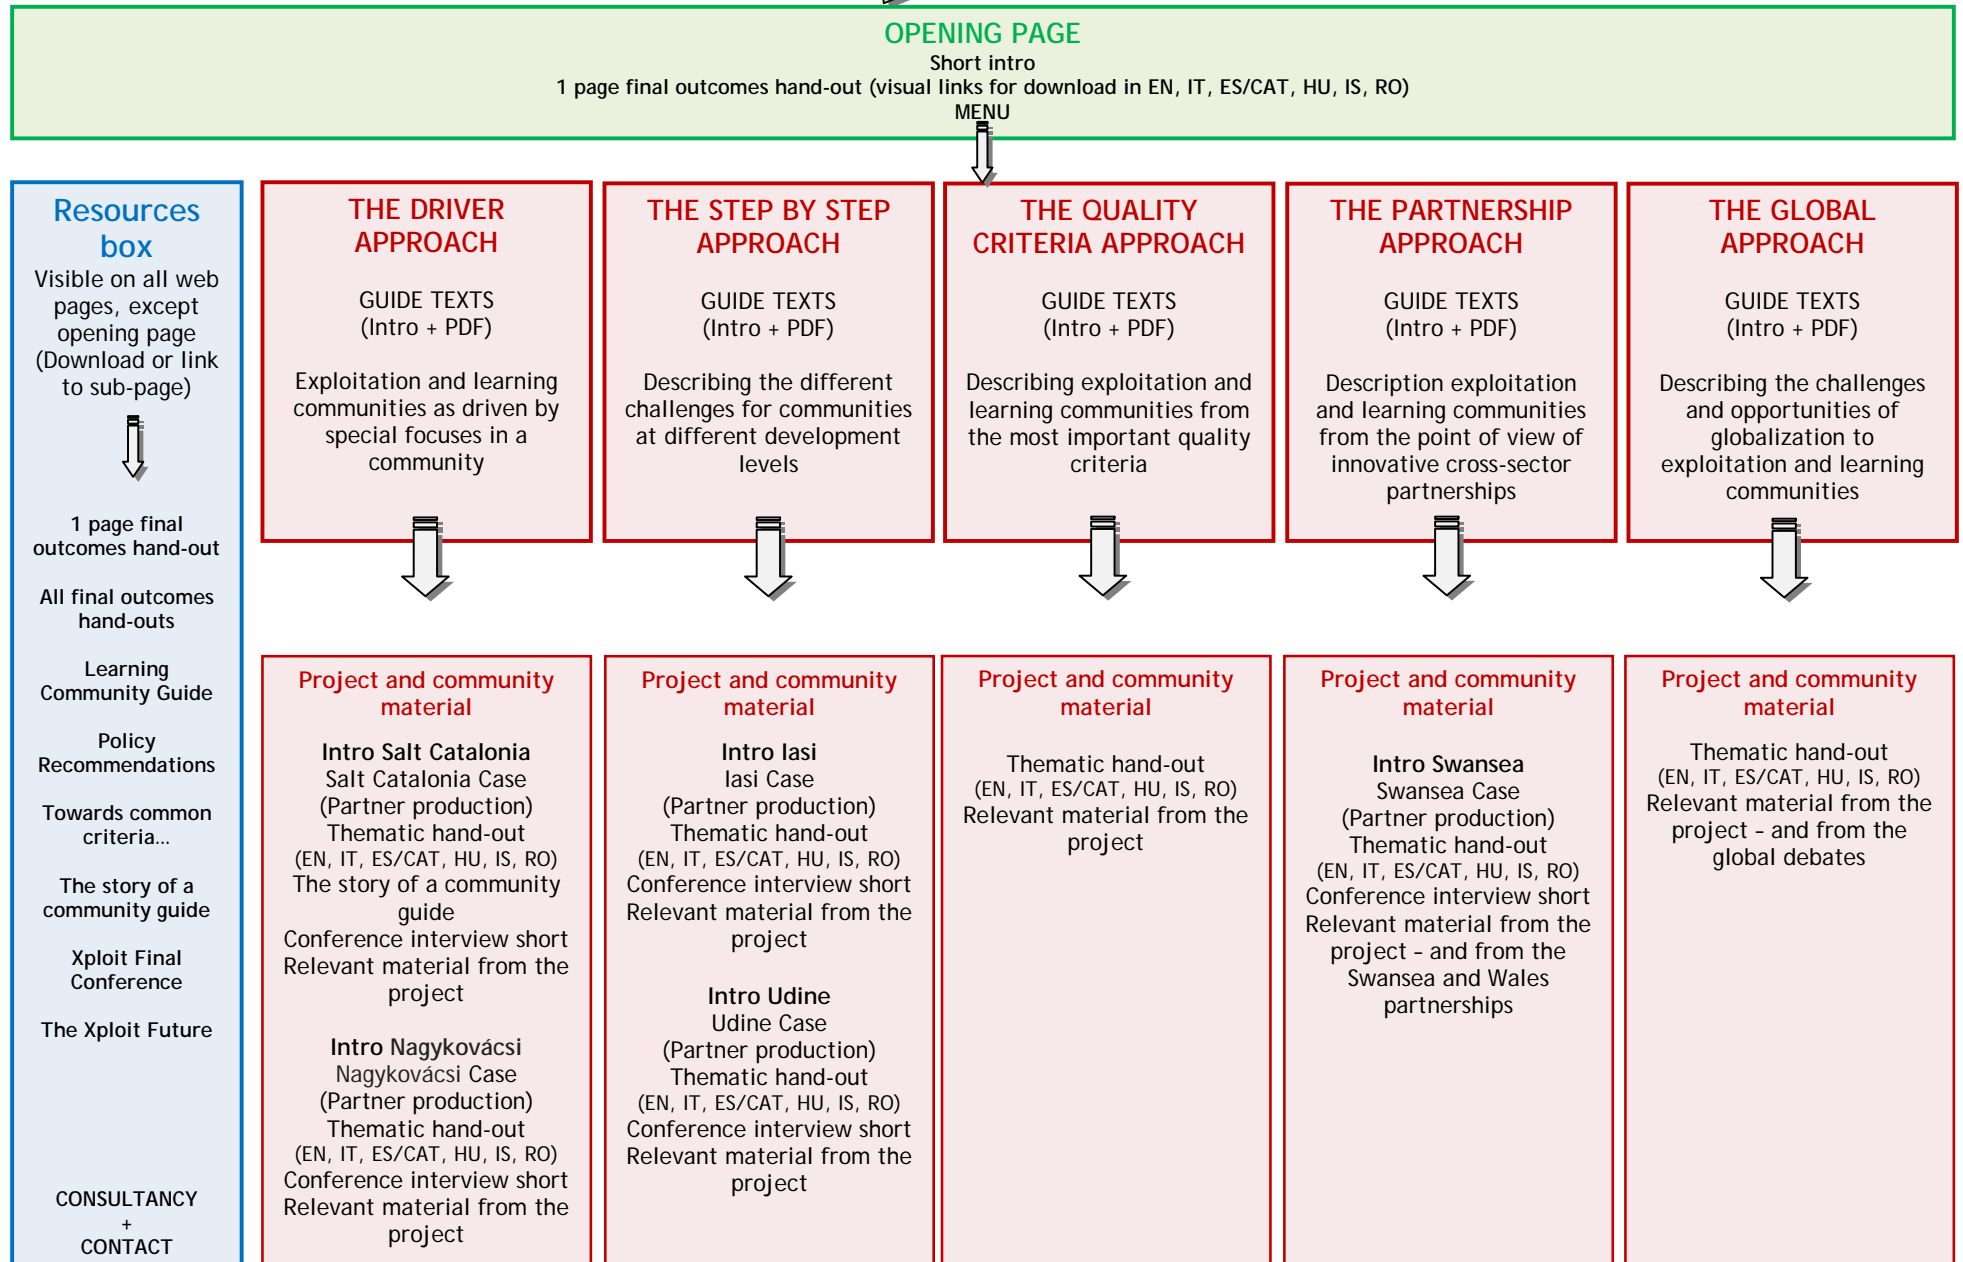 OPENING PAGE
Short intro
1 page final outcomes hand-out (visual links for download in EN, IT, ES/CAT, HU, IS, RO)
MENU
Resources
box
Visible on all web
pages, except
opening page
(Download or link
to sub-page)
1 page final
outcomes hand-out
All final outcomes
hand-outs
Learning
Community Guide
Policy
Recommendations
Towards common
criteria...
The story of a
community guide
Xploit Final
Conference
The Xploit Future
CONSULTANCY
+
CONTACT
THE DRIVER
APPROACH
GUIDE TEXTS
(Intro + PDF)
Exploitation and learning
communities as driven by
special focuses in a
community
THE STEP BY STEP
APPROACH
GUIDE TEXTS
(Intro + PDF)
Describing the different
challenges for communities
at different development
levels
THE QUALITY
CRITERIA APPROACH
GUIDE TEXTS
(Intro + PDF)
Describing exploitation and
learning communities from
the most important quality
criteria
THE PARTNERSHIP
APPROACH
GUIDE TEXTS
(Intro + PDF)
Description exploitation
and learning communities
from the point of view of
innovative cross-sector
partnerships
THE GLOBAL
APPROACH
GUIDE TEXTS
(Intro + PDF)
Describing the challenges
and opportunities of
globalization to
exploitation and learning
communities
Project and community
material
Intro Salt Catalonia
Salt Catalonia Case
(Partner production)
Thematic hand-out
(EN, IT, ES/CAT, HU, IS, RO)
The story of a community
guide
Conference interview short
Relevant material from the
project
Intro Nagykovácsi
Nagykovácsi Case
(Partner production)
Thematic hand-out
(EN, IT, ES/CAT, HU, IS, RO)
Conference interview short
Relevant material from the
project
Project and community
material
Intro Iasi
Iasi Case
(Partner production)
Thematic hand-out
(EN, IT, ES/CAT, HU, IS, RO)
Conference interview short
Relevant material from the
project
Intro Udine
Udine Case
(Partner production)
Thematic hand-out
(EN, IT, ES/CAT, HU, IS, RO)
Conference interview short
Relevant material from the
project
Project and community
material
Thematic hand-out
(EN, IT, ES/CAT, HU, IS, RO)
Relevant material from the
project
Project and community
material
Intro Swansea
Swansea Case
(Partner production)
Thematic hand-out
(EN, IT, ES/CAT, HU, IS, RO)
Conference interview short
Relevant material from the
project – and from the
Swansea and Wales
partnerships
Project and community
material
Thematic hand-out
(EN, IT, ES/CAT, HU, IS, RO)
Relevant material from the
project – and from the
global debates